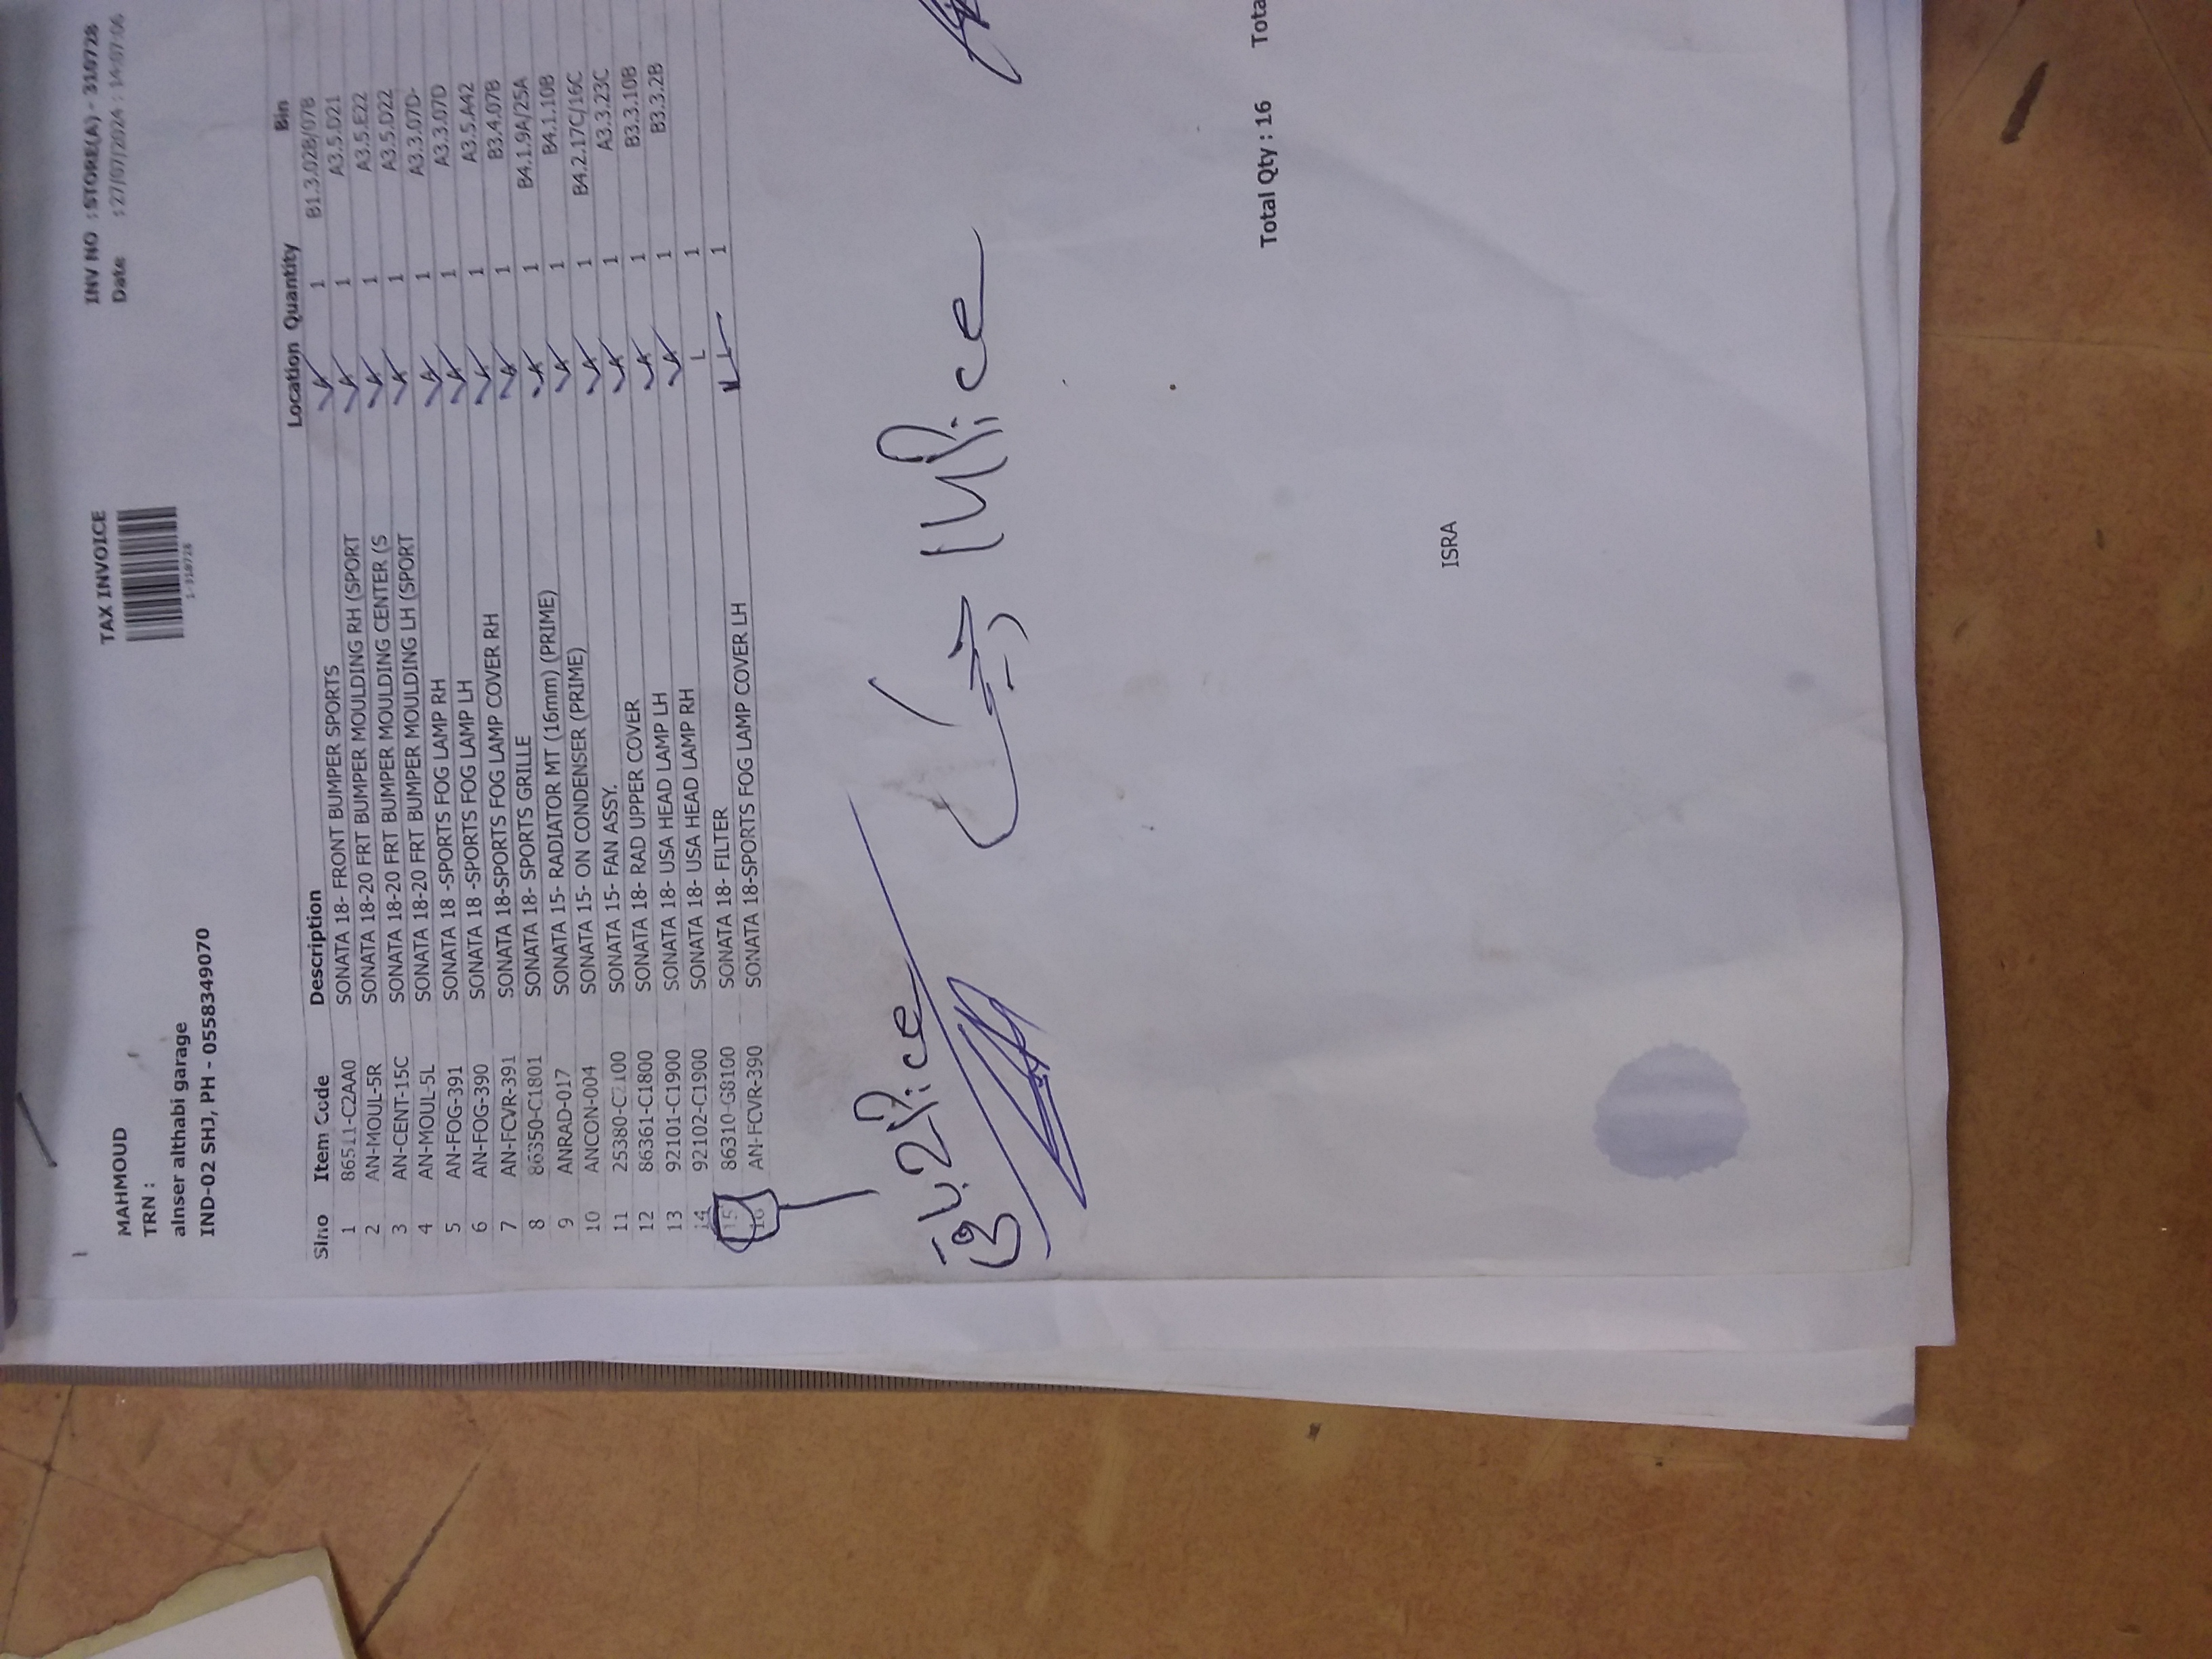 TAX INVOICE
1-310728
INV NO : STORE(A) - 310728
Date : 27/07/2024 : 14:07:06
MAHMOUD
TRN :
alnser althabi garage
IND-02 SHJ, PH - 0558349070
Slno Item Code Description Location Quantity Bin
1 86511-C2AA0 SONATA 18- FRONT BUMPER SPORTS A 1 B1.3.02B/07B
2 AN-MOUL-5R SONATA 18-20 FRT BUMPER MOULDING RH (SPORT A 1 A3.5.D21
3 AN-CENT-15C SONATA 18-20 FRT BUMPER MOULDING CENTER (S A 1 A3.5.E22
4 AN-MOUL-5L SONATA 18-20 FRT BUMPER MOULDING LH (SPORT A 1 A3.5.D22
5 AN-FOG-391 SONATA 18 -SPORTS FOG LAMP RH A 1 A3.3.07D-
6 AN-FOG-390 SONATA 18 -SPORTS FOG LAMP LH A 1 A3.3.07D
7 AN-FCVR-391 SONATA 18-SPORTS FOG LAMP COVER RH A 1 A3.5.A42
8 86350-C1801 SONATA 18- SPORTS GRILLE A 1 B3.4.07B
9 ANRAD-017 SONATA 15- RADIATOR MT (16mm) (PRIME) A 1 B4.1.9A/25A
10 ANCON-004 SONATA 15- ON CONDENSER (PRIME) A 1 B4.1.10B
11 25380-C2100 SONATA 15- FAN ASSY. A 1 B4.2.17C/16C
12 86361-C1800 SONATA 18- RAD UPPER COVER A 1 A3.3.23C
13 92101-C1900 SONATA 18- USA HEAD LAMP LH A 1 B3.3.10B
14 92102-C1900 SONATA 18- USA HEAD LAMP RH A 1 B3.3.2B
15 86310-G8100 SONATA 18- FILTER L 1
16 AN-FCVR-390 SONATA 18-SPORTS FOG LAMP COVER LH L 1
Total Qty : 16
ISRA